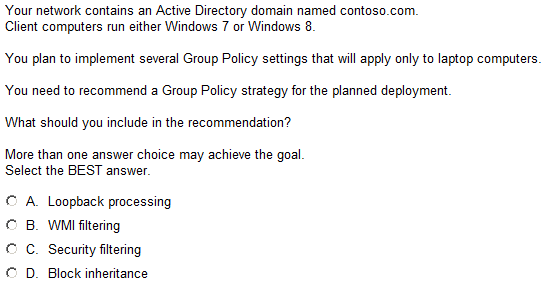 Your network contains an Active Directory domain named contoso.com.
Client computers run either Windows 7 or Windows 8.
You plan to implement several Group Policy settings that will apply only to laptop computers.
You need to recommend a Group Policy strategy for the planned deployment.
What should you include in the recommendation?
More than one answer choice may achieve the goal.
Select the BEST answer.
A. Loopback processing
B. WMI filtering
C. Security filtering
D. Block inheritance